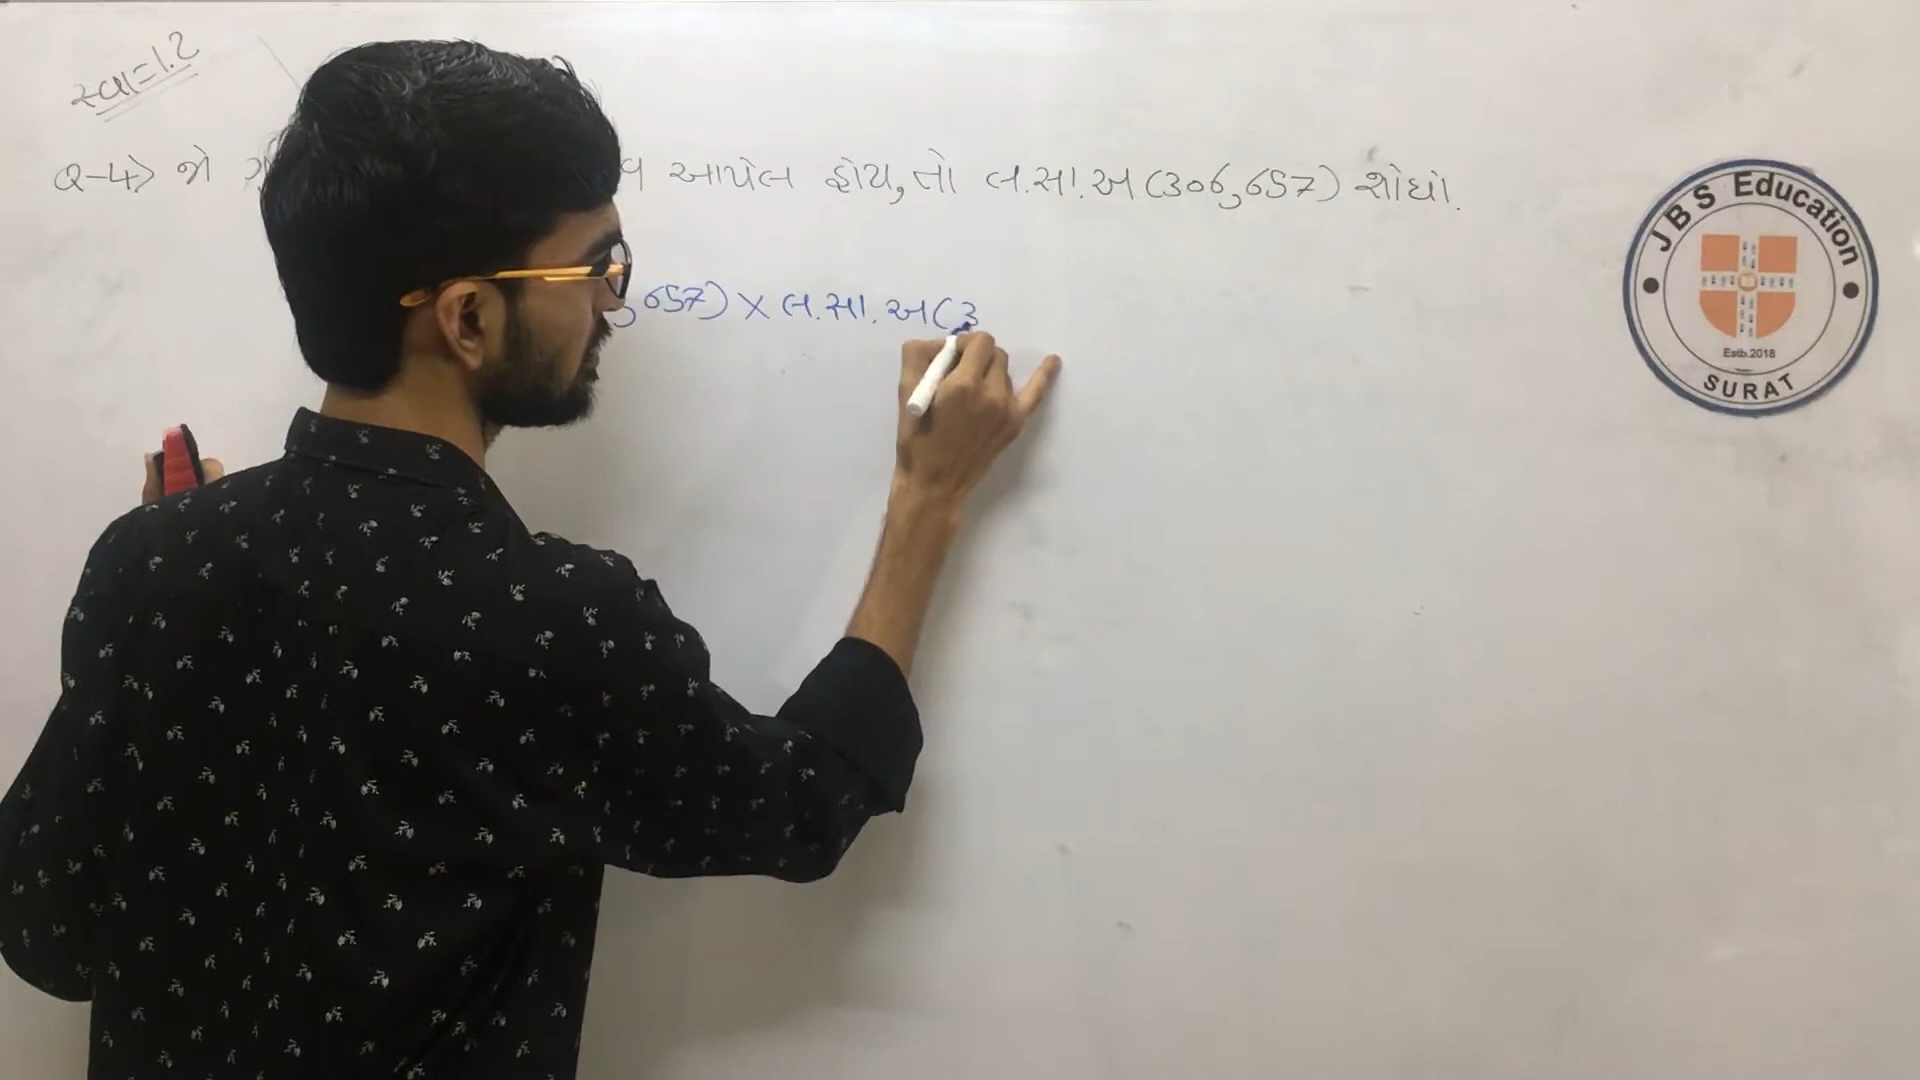 સ્વા=1.2
Q-4> જો આપેલ હોય, તો લ.સા.અ (306,657) શોધો.
,657) × લ.સા.અ(3
JBS Education
Estb.2018
SURAT